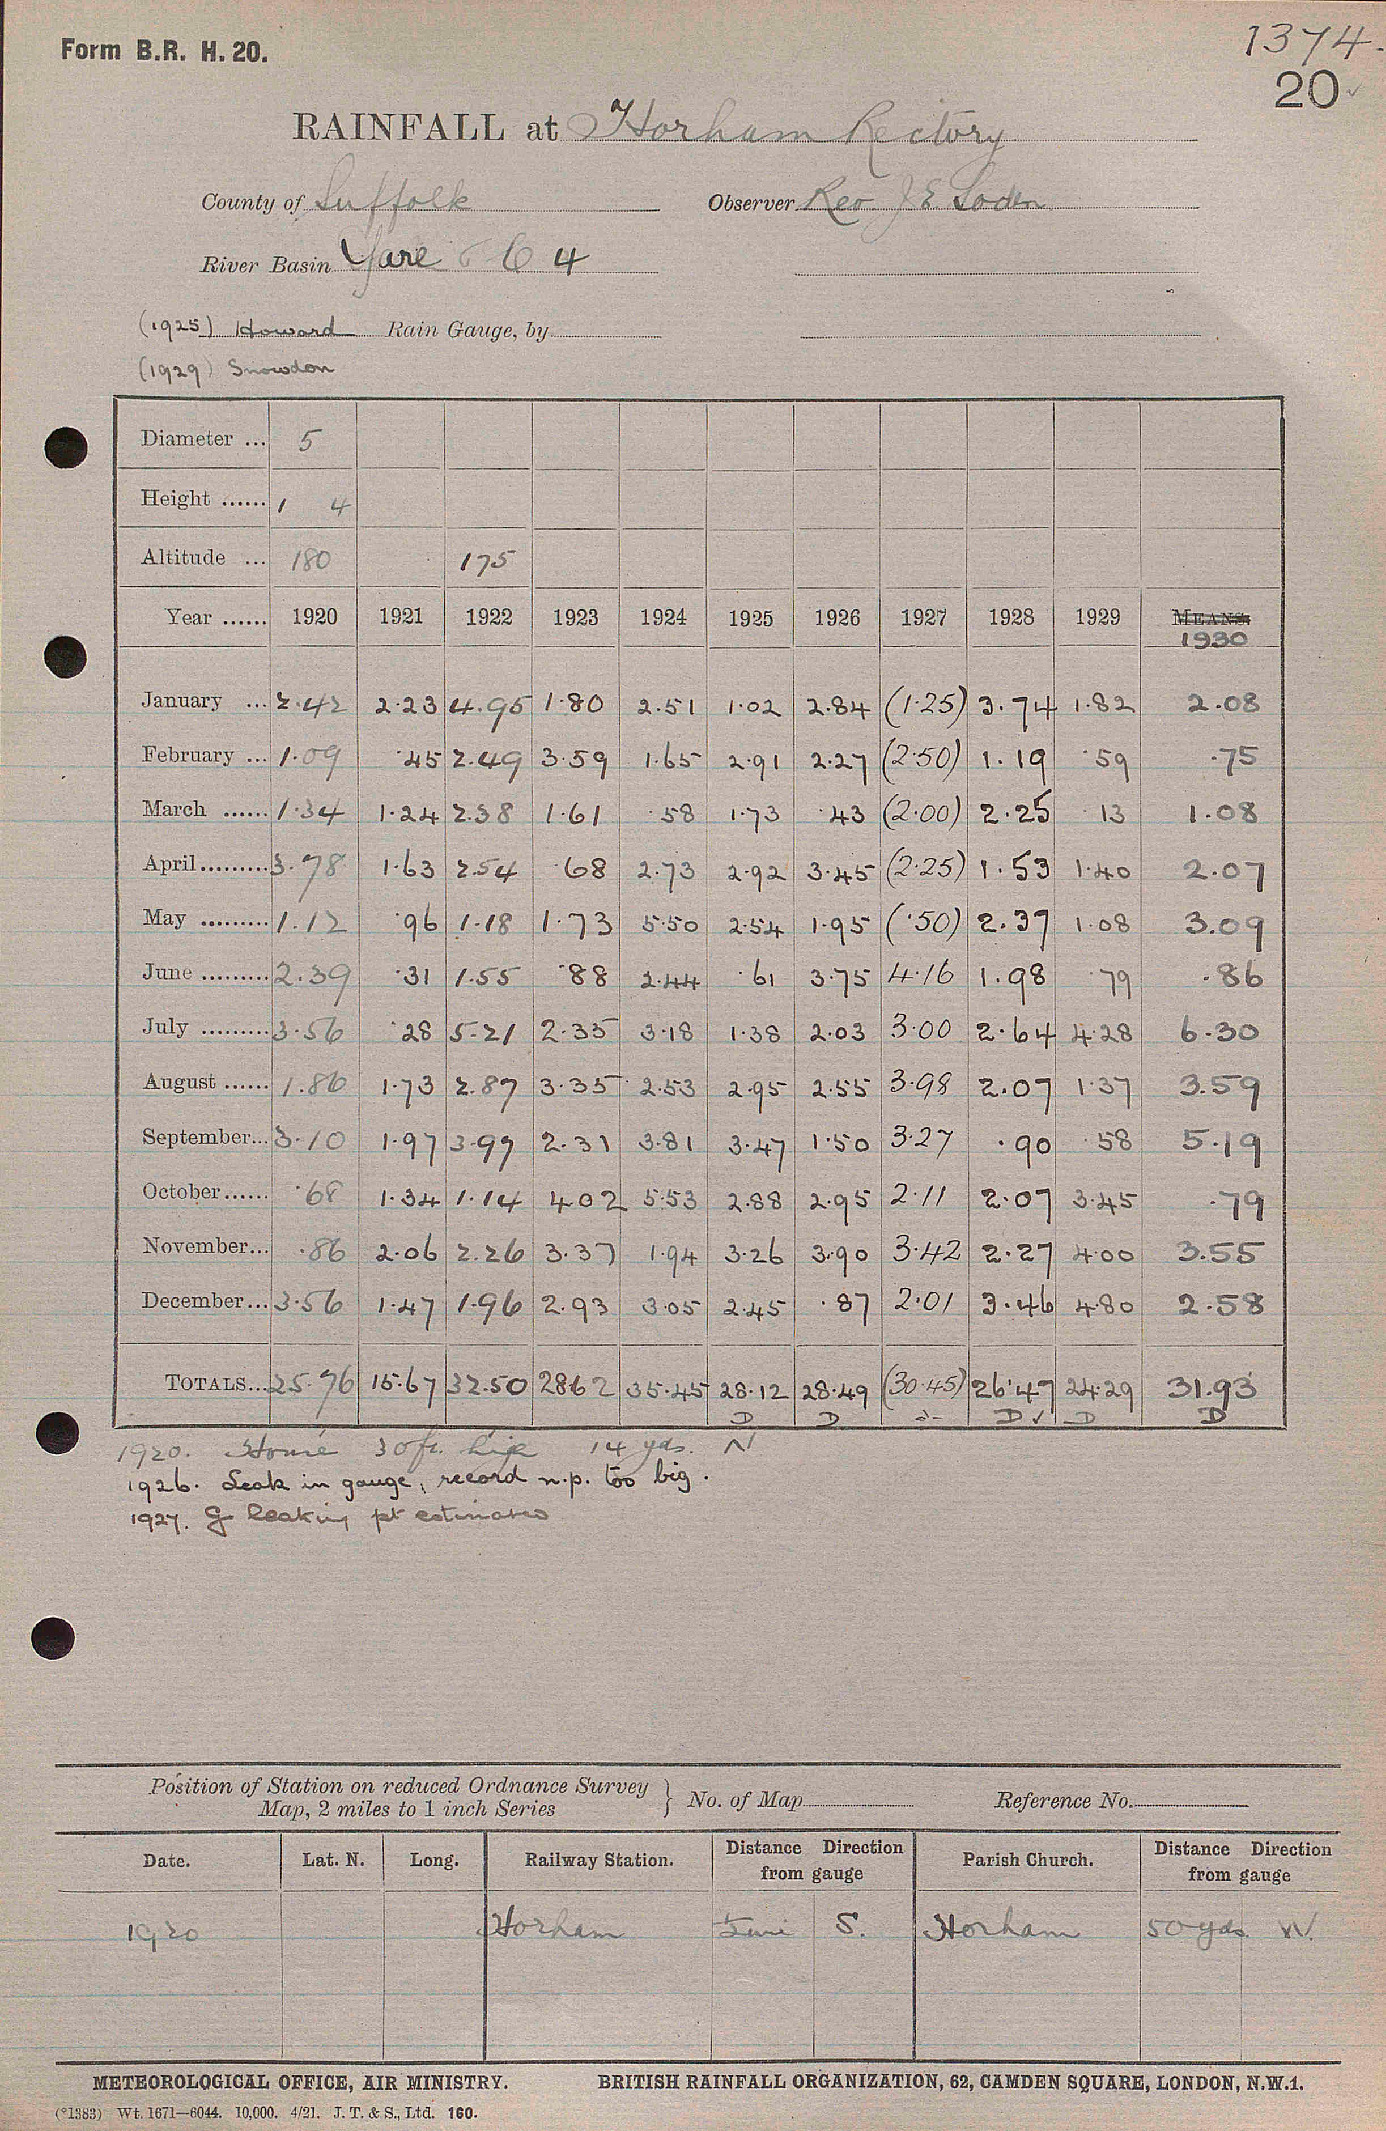 Form B.R. H. 20.
1374.
20
RAINFALL at Horham Rectory
County of Suffolk Observer Rev. J E Soden
River Basin Yare 6 4
(1925) Howard Rain Gauge, by
(1929) Snowdon
Diameter ... 5
Height ...... 1 4
Altitude ... 180 175
Year ...... 1920 1921 1922 1923 1924 1925 1926 1927 1928 1929 MEANS
1930
January ... 2.42 2.23 4.95 1.80 2.51 1.02 2.84 (1.25) 3.74 1.82 2.08
February ... 1.09 .45 2.49 3.59 1.65 2.91 2.27 (2.50) 1.19 .59 .75
March ...... 1.34 1.24 2.38 1.61 .58 1.73 .43 (2.00) 2.25 13 1.08
April......... 3.78 1.63 2.54 .68 2.73 2.92 3.45 (2.25) 1.53 1.40 2.07
May ......... 1.12 .96 1.18 1.73 5.50 2.54 1.95 (.50) 2.37 1.08 3.09
June ......... 2.39 .31 1.55 .88 2.44 .61 3.75 4.16 1.98 .79 .86
July ......... 3.56 .28 5.21 2.35 3.18 1.38 2.03 3.00 2.64 4.28 6.30
August ...... 1.86 1.73 2.87 3.35 2.53 2.95 2.55 3.98 2.07 1.37 3.59
September... 3.10 1.97 3.97 2.31 3.81 3.47 1.50 3.27 .90 .58 5.19
October...... .68 1.34 1.14 4.02 5.53 2.88 2.95 2.11 2.07 3.45 .79
November... .86 2.06 2.26 3.37 1.94 3.26 3.90 3.42 2.27 4.00 3.55
December... 3.56 1.47 1.96 2.93 3.05 2.45 .87 2.01 3.46 4.80 2.58
TOTALS... 25.76 15.67 32.50 2862 35.45 28.12 28.49 (30.45) 26.47 24.29 31.93
D D D ✓ D D
1920. House 30 ft. high 14 yds. N
1926. Leak in gauge, record n.p. too big.
1927. G leaking pt estimates
Position of Station on reduced Ordnance Survey
Map, 2 miles to 1 inch Series } No. of Map Reference No.
Date. Lat. N. Long. Railway Station. Distance Direction from gauge Parish Church. Distance Direction from gauge
1920 Horham S. Horham 50 yds W.
METEOROLOGICAL OFFICE, AIR MINISTRY. BRITISH RAINFALL ORGANIZATION, 62, CAMDEN SQUARE, LONDON, N.W.1.
(*1383) Wt. 1671—6044. 10,000. 4/21. J. T. & S., Ltd. 160.